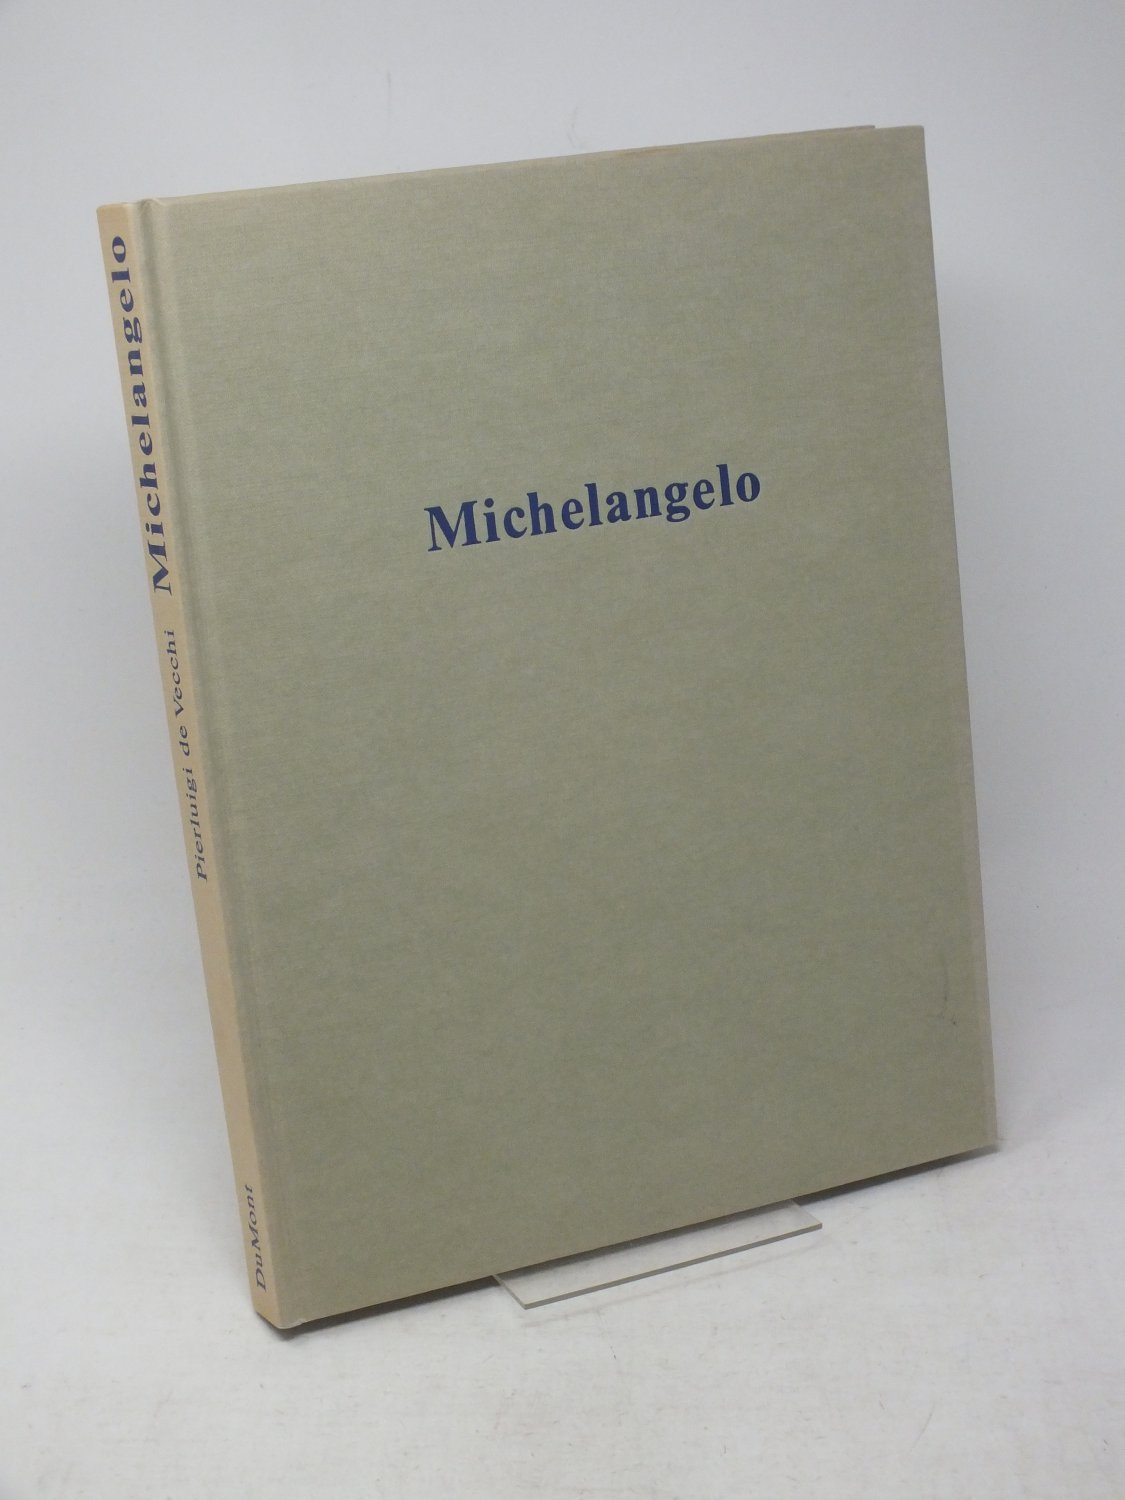 Michelangelo
Pierluigi de Vecchi Michelangelo
DuMont